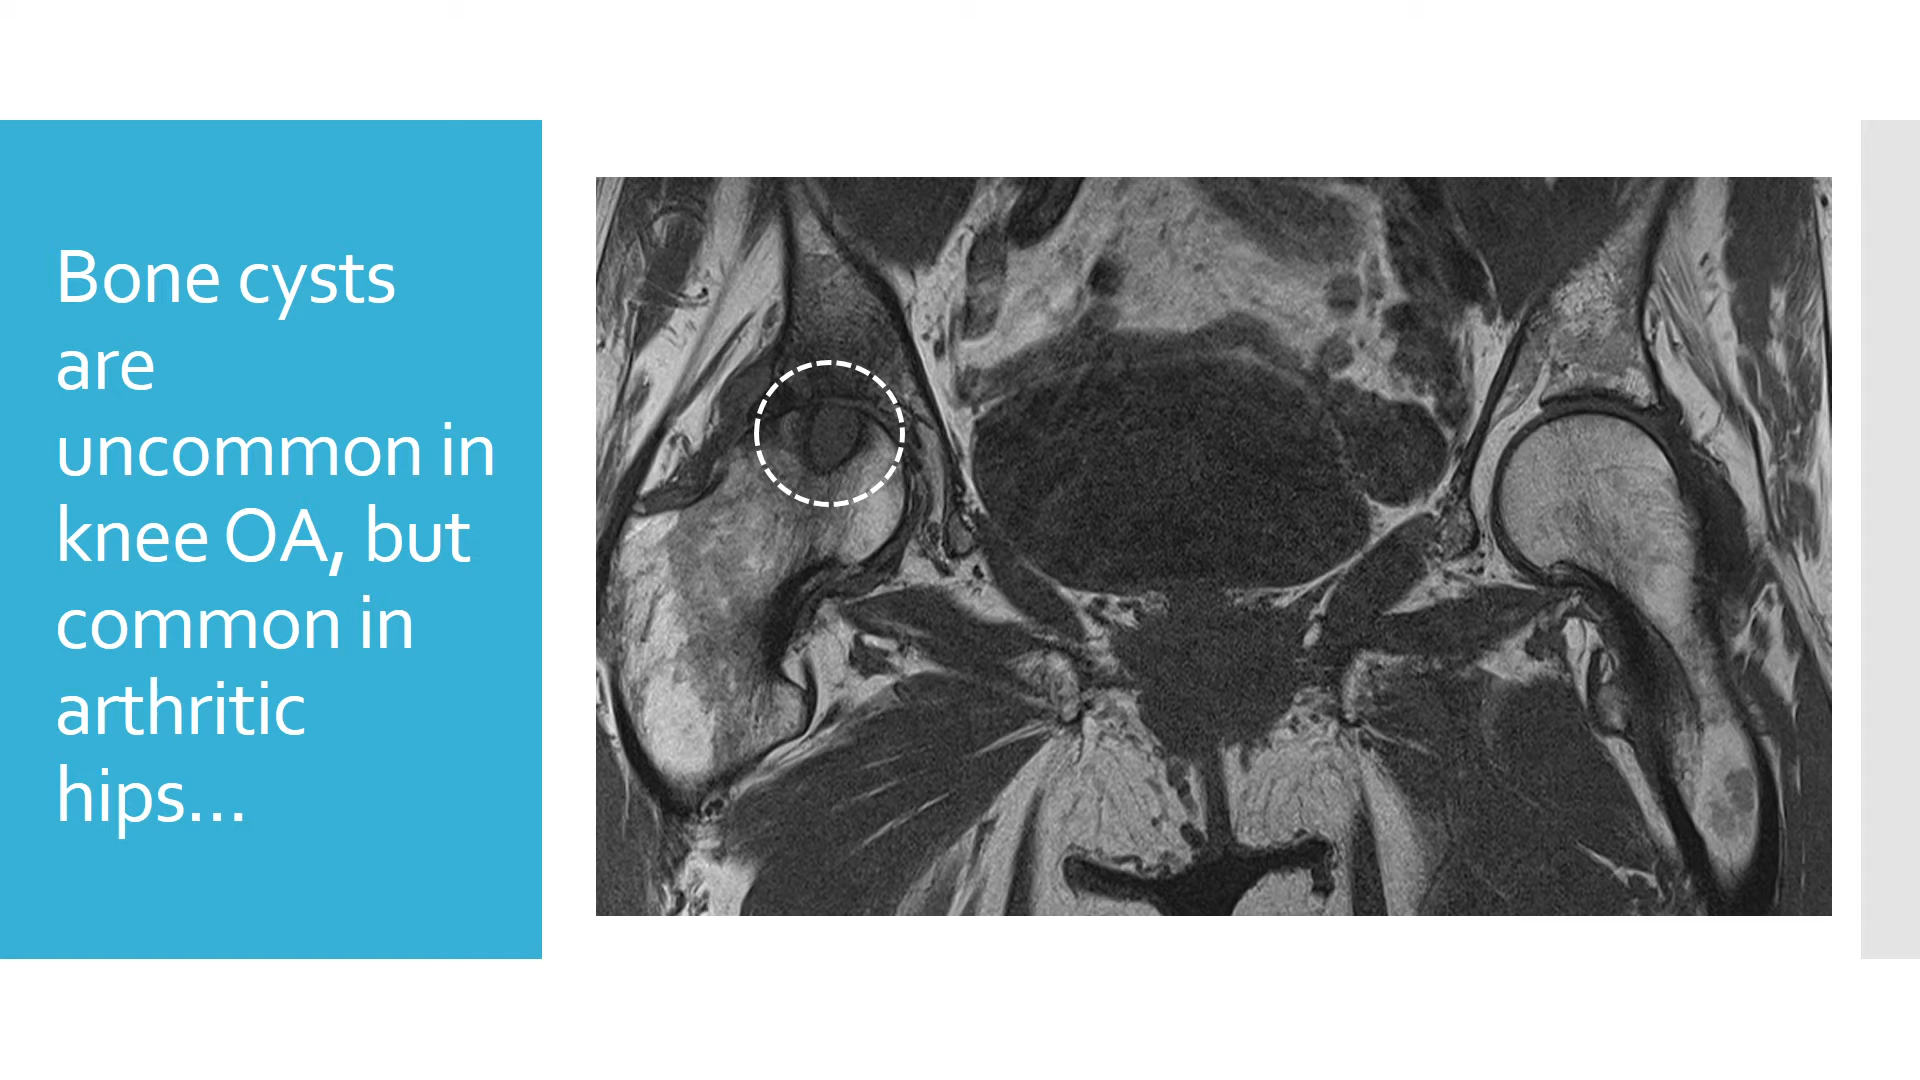 Bone cysts
are
uncommon in
knee OA, but
common in
arthritic
hips...